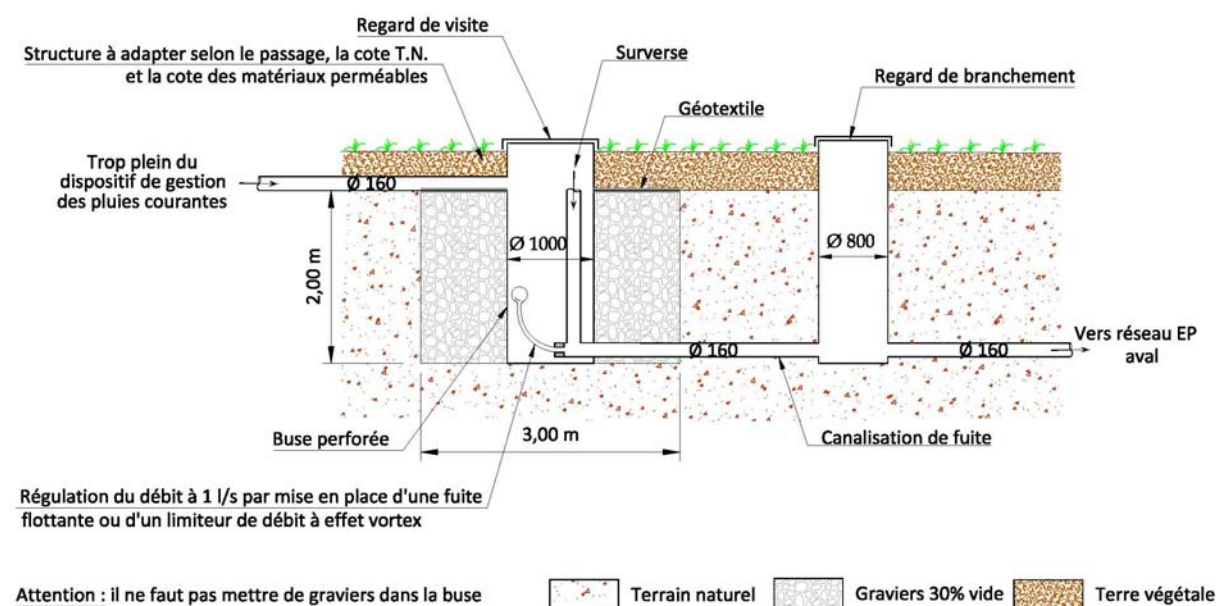 Regard de visite
Structure à adapter selon le passage, la cote T.N.
et la cote des matériaux perméables
Surverse
Regard de branchement
Géotextile
Trop plein du
dispositif de gestion
des pluies courantes
Ø 160
Ø 1000
Ø 800
2,00 m
Ø 160
Ø 160
Vers réseau EP
aval
Buse perforée
3,00 m
Canalisation de fuite
Régulation du débit à 1 l/s par mise en place d'une fuite
flottante ou d'un limiteur de débit à effet vortex
Attention : il ne faut pas mettre de graviers dans la buse
Terrain naturel
Graviers 30% vide
Terre végétale